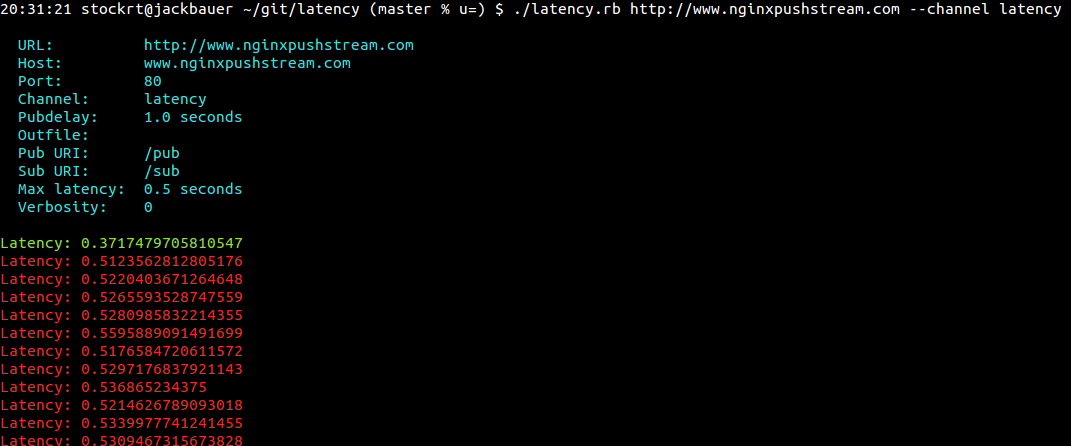 20:31:21 stockrt@jackbauer ~/git/latency (master % u=) $ ./latency.rb http://www.nginxpushstream.com --channel latency
URL: http://www.nginxpushstream.com
Host: www.nginxpushstream.com
Port: 80
Channel: latency
Pubdelay: 1.0 seconds
Outfile:
Pub URI: /pub
Sub URI: /sub
Max latency: 0.5 seconds
Verbosity: 0
Latency: 0.3717479705810547
Latency: 0.5123562812805176
Latency: 0.5220403671264648
Latency: 0.5265593528747559
Latency: 0.5280985832214355
Latency: 0.5595889091491699
Latency: 0.5176584720611572
Latency: 0.5297176837921143
Latency: 0.536865234375
Latency: 0.5214626789093018
Latency: 0.5339977741241455
Latency: 0.5309467315673828